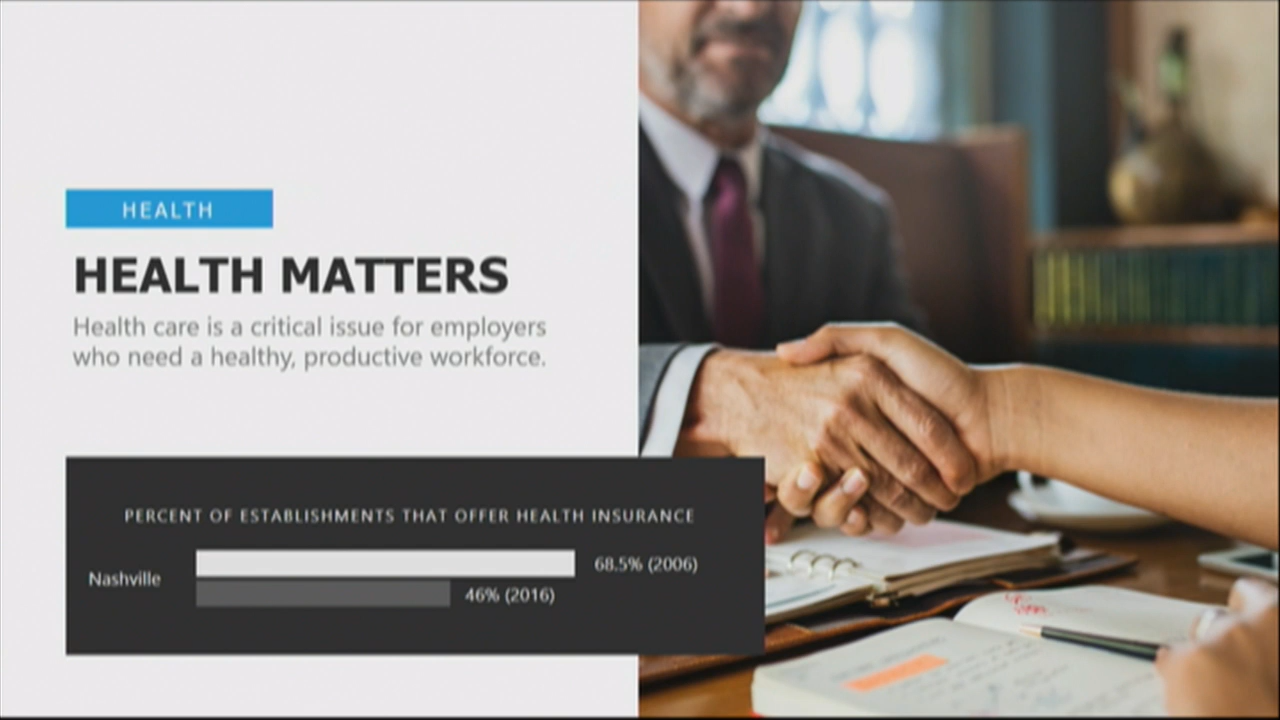 HEALTH
HEALTH MATTERS
Health care is a critical issue for employers
who need a healthy, productive workforce.
PERCENT OF ESTABLISHMENTS THAT OFFER HEALTH INSURANCE
Nashville
68.5% (2006)
46% (2016)